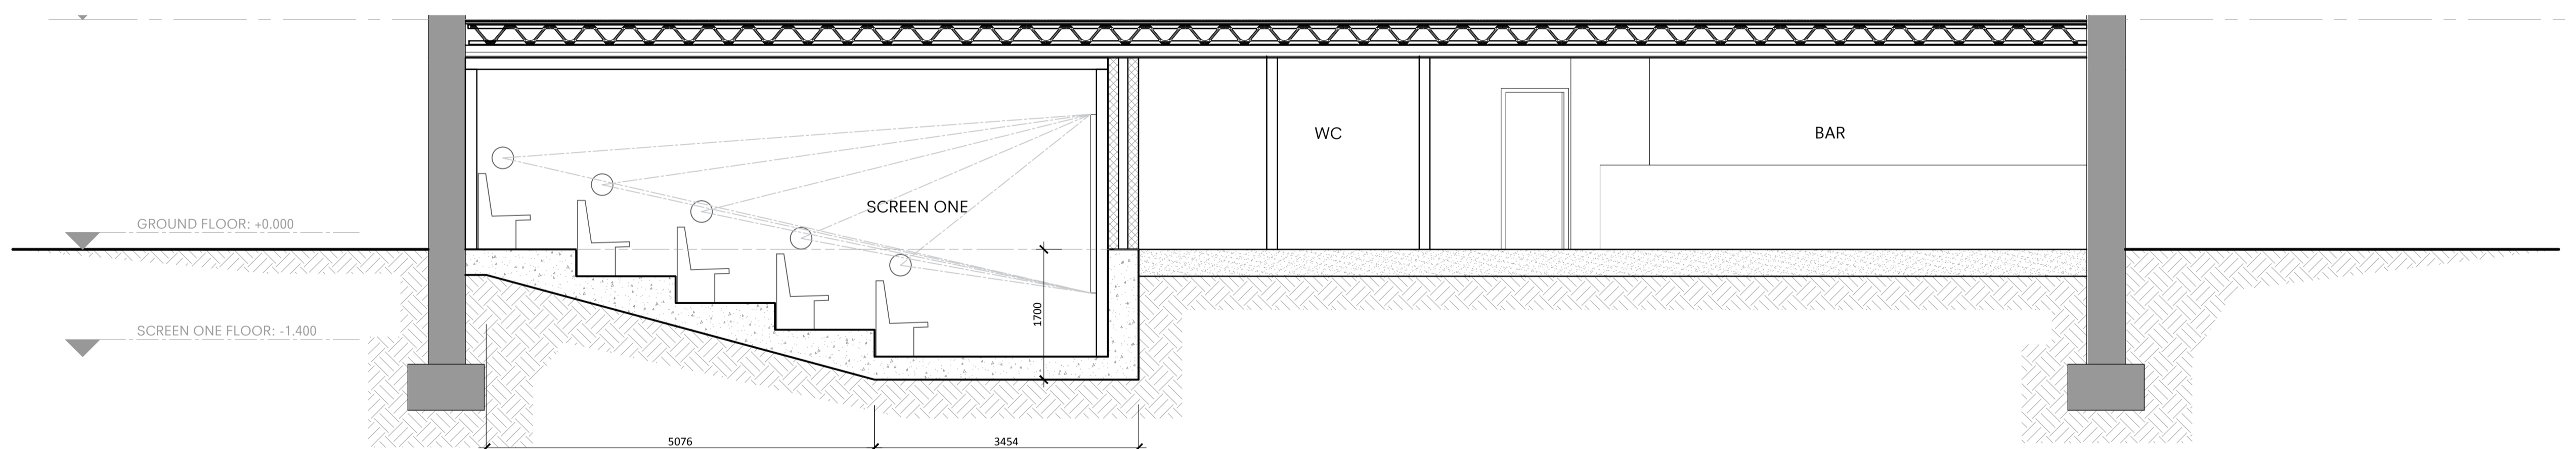 WC
BAR
SCREEN ONE
GROUND FLOOR: +0.000
SCREEN ONE FLOOR: -1.400
1700
5076
3454